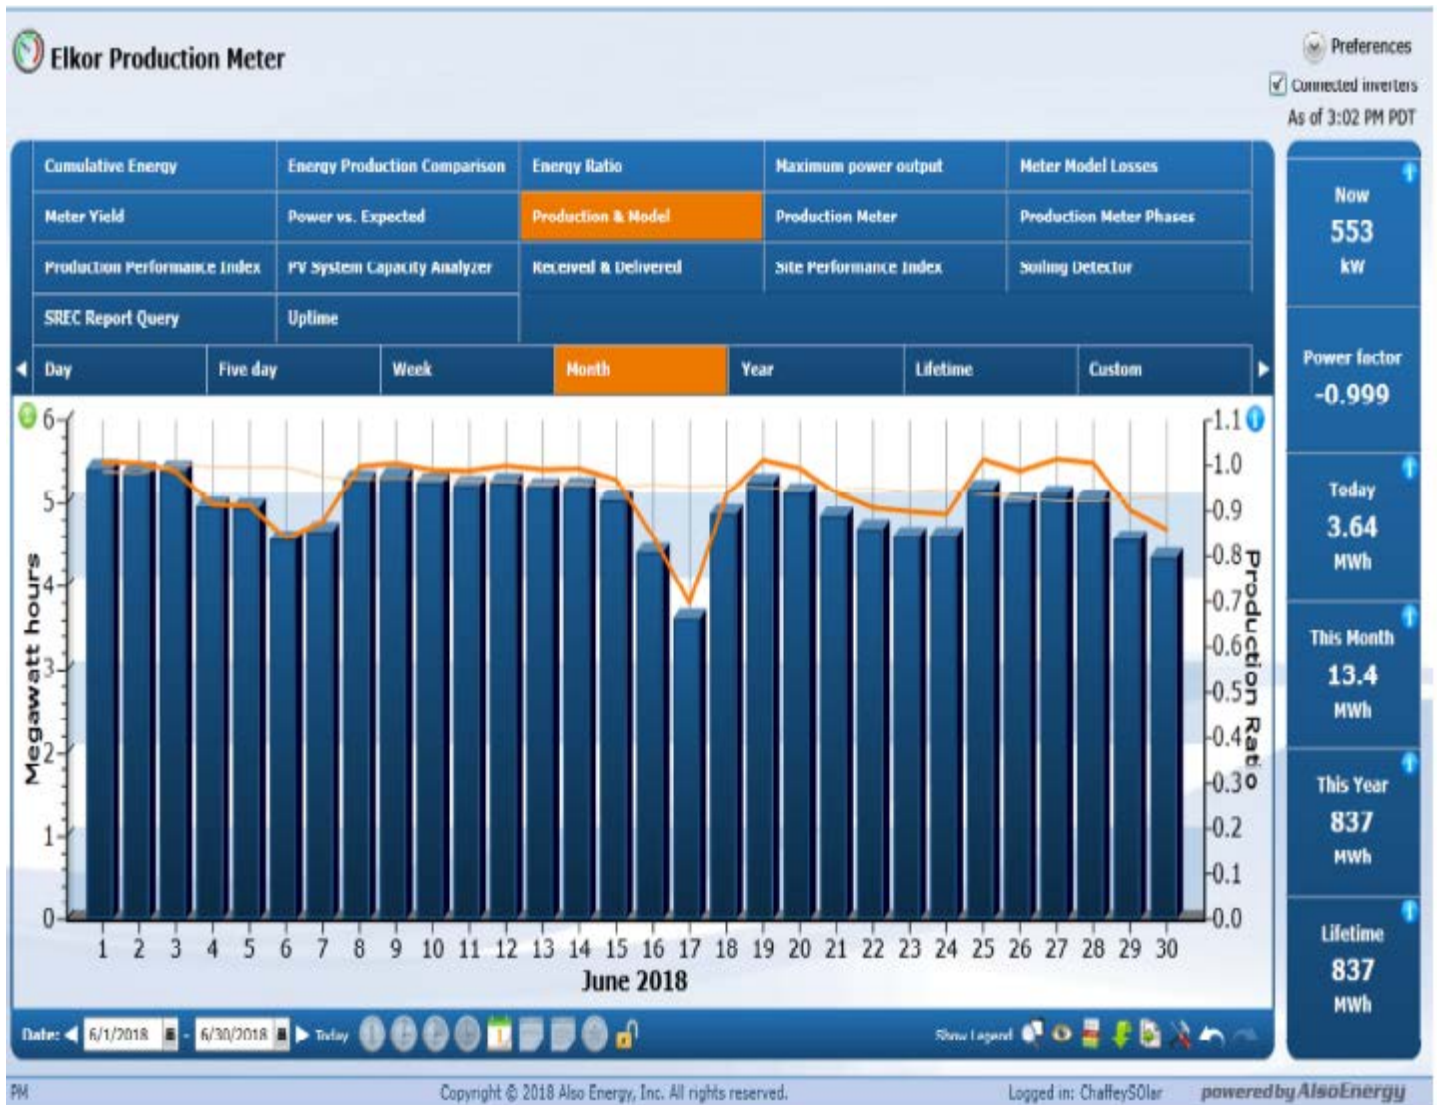 Elkor Production Meter
Preferences
Connected inverters
As of 3:02 PM PDT
Cumulative Energy Energy Production Comparison Energy Ratio Maximum power output Meter Model Losses
Meter Yield Power vs. Expected Production & Model Production Meter Production Meter Phases
Production Performance Index PV System Capacity Analyzer Received & Delivered Site Performance Index Soiling Detector
SREC Report Query Uptime
Day Five day Week Month Year Lifetime Custom
Now
553
kW
Power factor
-0.999
Today
3.64
MWh
This Month
13.4
MWh
This Year
837
MWh
Lifetime
837
MWh
6
5
4
3
2
1
0
Megawatt hours
1.1
1.0
0.9
0.8
0.7
0.6
0.5
0.4
0.3
0.2
0.1
0.0
Production Ratio
1 2 3 4 5 6 7 8 9 10 11 12 13 14 15 16 17 18 19 20 21 22 23 24 25 26 27 28 29 30
June 2018
Date: 6/1/2018 - 6/30/2018 Today 1 Show Legend
PM Copyright © 2018 Also Energy, Inc. All rights reserved. Logged in: ChaffeySOlar powered by AlsoEnergy